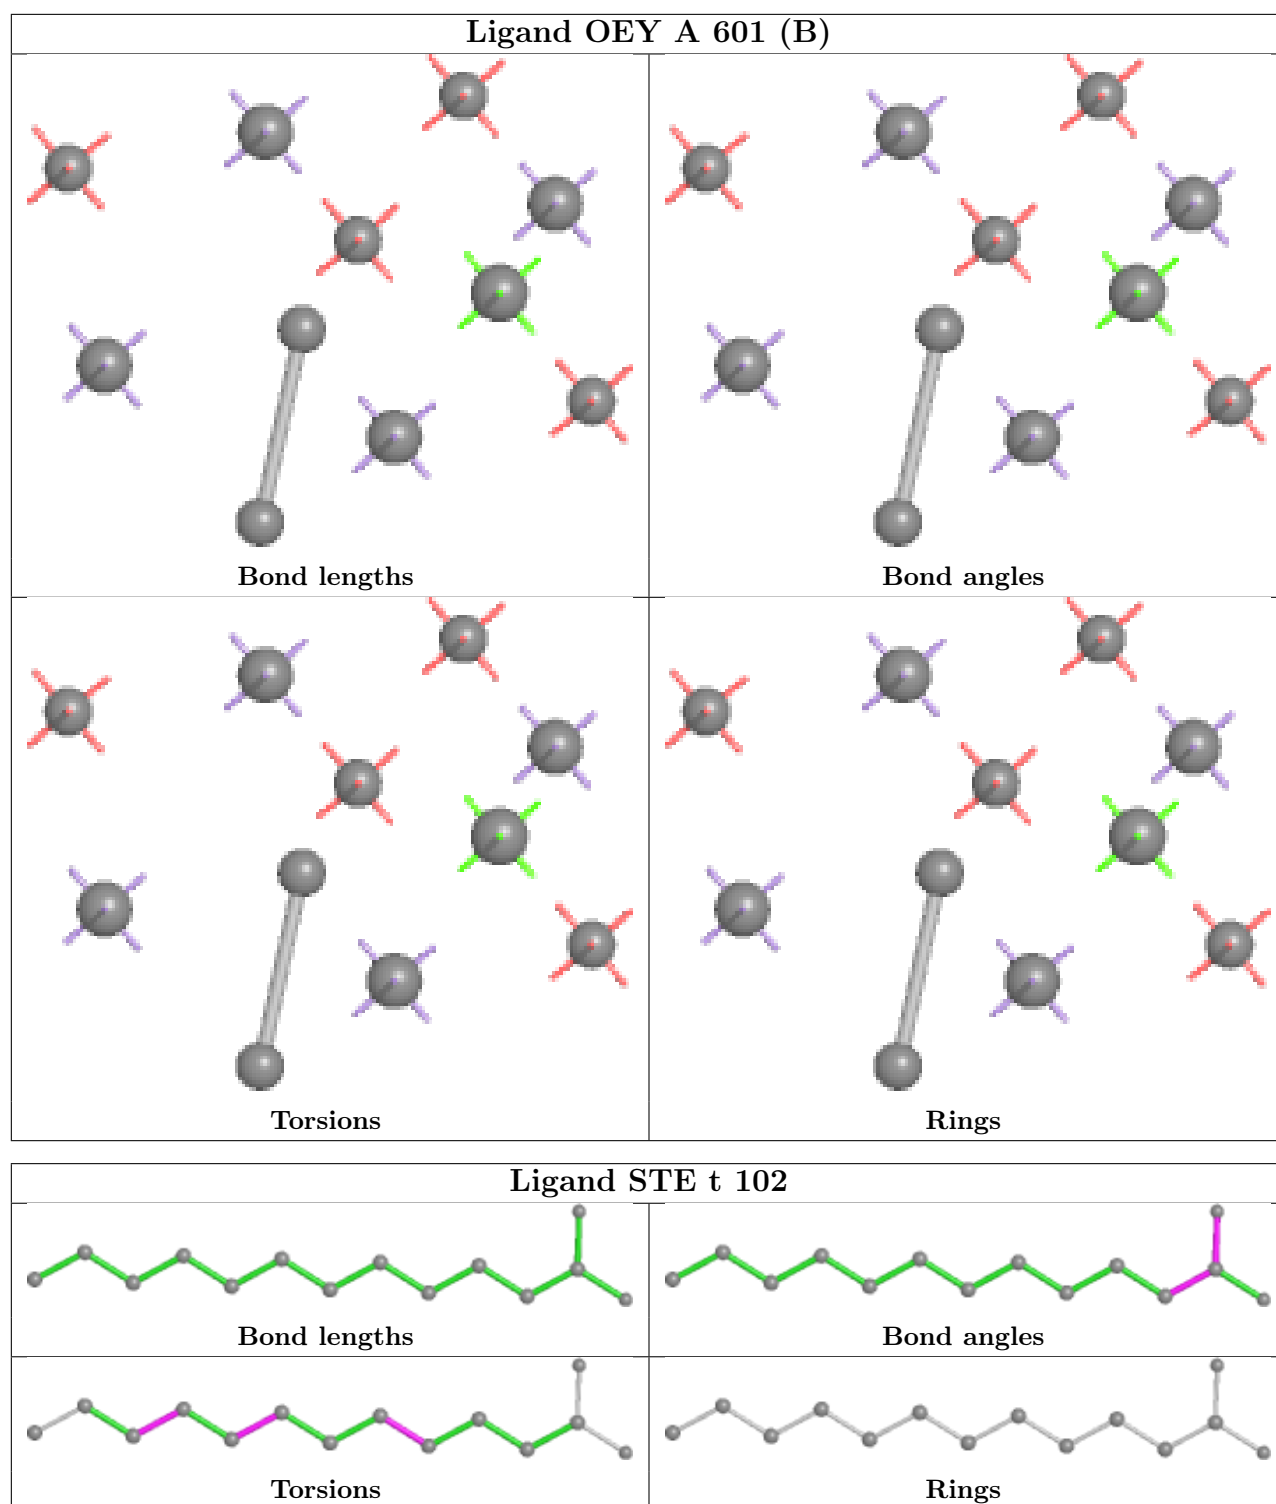 Ligand OEY A 601 (B)
Bond lengths
Bond angles
Torsions
Rings
Ligand STE t 102
Bond lengths
Bond angles
Torsions
Rings